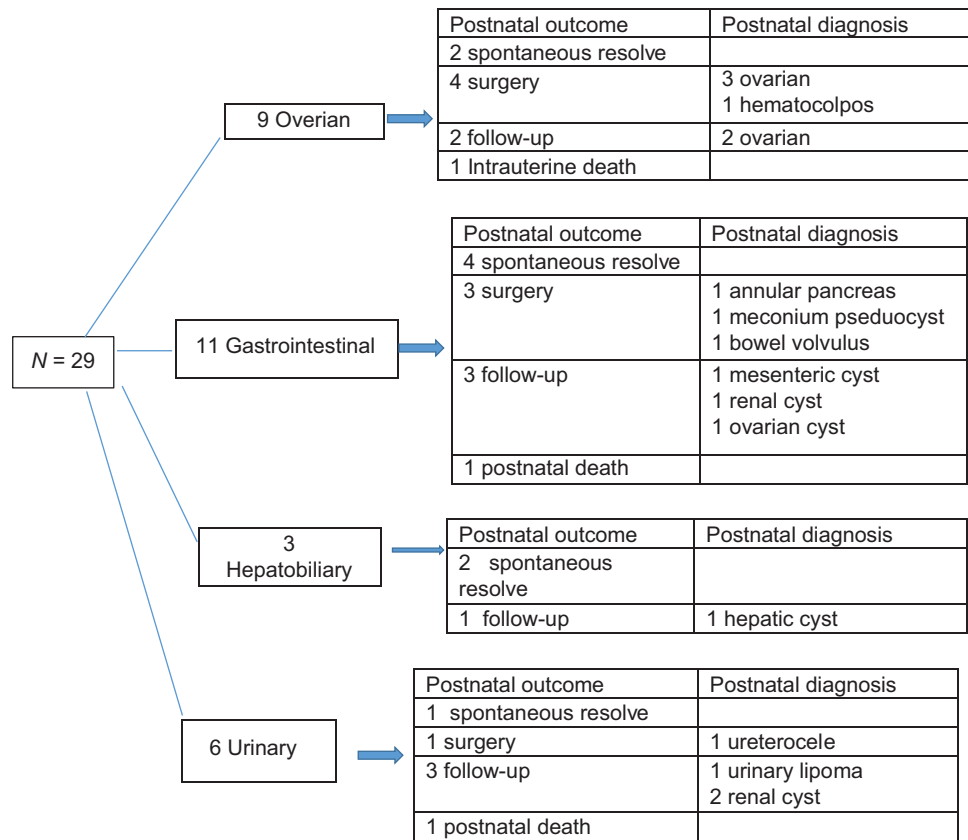 N = 29
9 Overian
Postnatal outcome Postnatal diagnosis
2 spontaneous resolve
4 surgery 3 ovarian
1 hematocolpos
2 follow-up 2 ovarian
1 Intrauterine death
11 Gastrointestinal
Postnatal outcome Postnatal diagnosis
4 spontaneous resolve
3 surgery 1 annular pancreas
1 meconium pseduocyst
1 bowel volvulus
3 follow-up 1 mesenteric cyst
1 renal cyst
1 ovarian cyst
1 postnatal death
3
Hepatobiliary
Postnatal outcome Postnatal diagnosis
2 spontaneous
resolve
1 follow-up 1 hepatic cyst
6 Urinary
Postnatal outcome Postnatal diagnosis
1 spontaneous resolve
1 surgery 1 ureterocele
3 follow-up 1 urinary lipoma
2 renal cyst
1 postnatal death